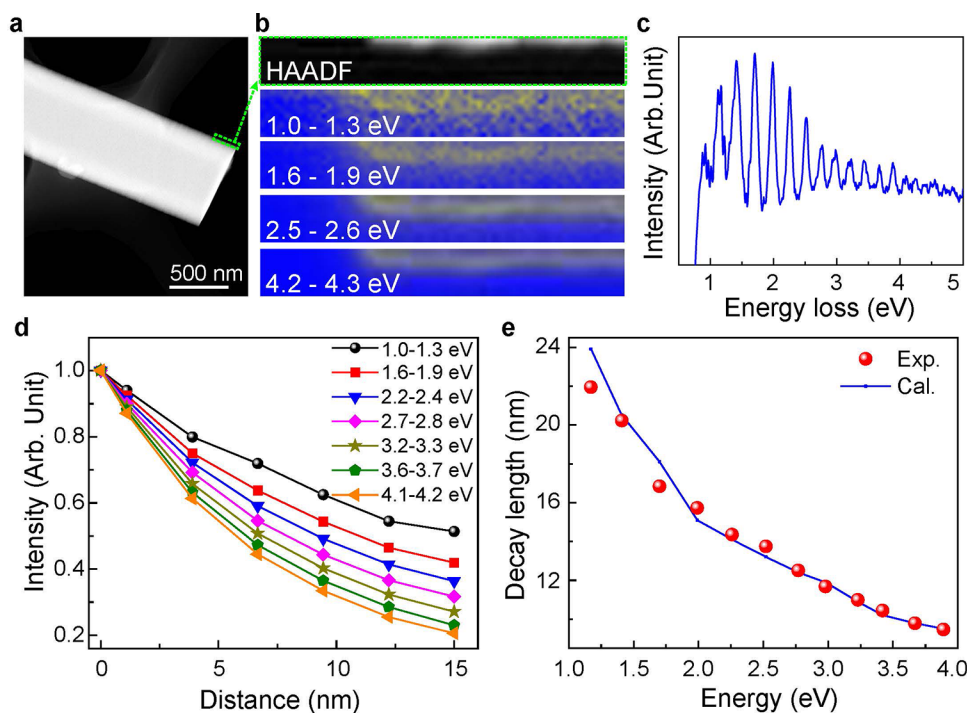 a
500 nm
b
HAADF
1.0 - 1.3 eV
1.6 - 1.9 eV
2.5 - 2.6 eV
4.2 - 4.3 eV
c
Intensity (Arb.Unit)
1 2 3 4 5
Energy loss (eV)
d
Intensity (Arb. Unit)
1.0
0.8
0.6
0.4
0.2
0 5 10 15
Distance (nm)
1.0-1.3 eV
1.6-1.9 eV
2.2-2.4 eV
2.7-2.8 eV
3.2-3.3 eV
3.6-3.7 eV
4.1-4.2 eV
e
Decay length (nm)
24
20
16
12
1.0 1.5 2.0 2.5 3.0 3.5 4.0
Energy (eV)
Exp.
Cal.